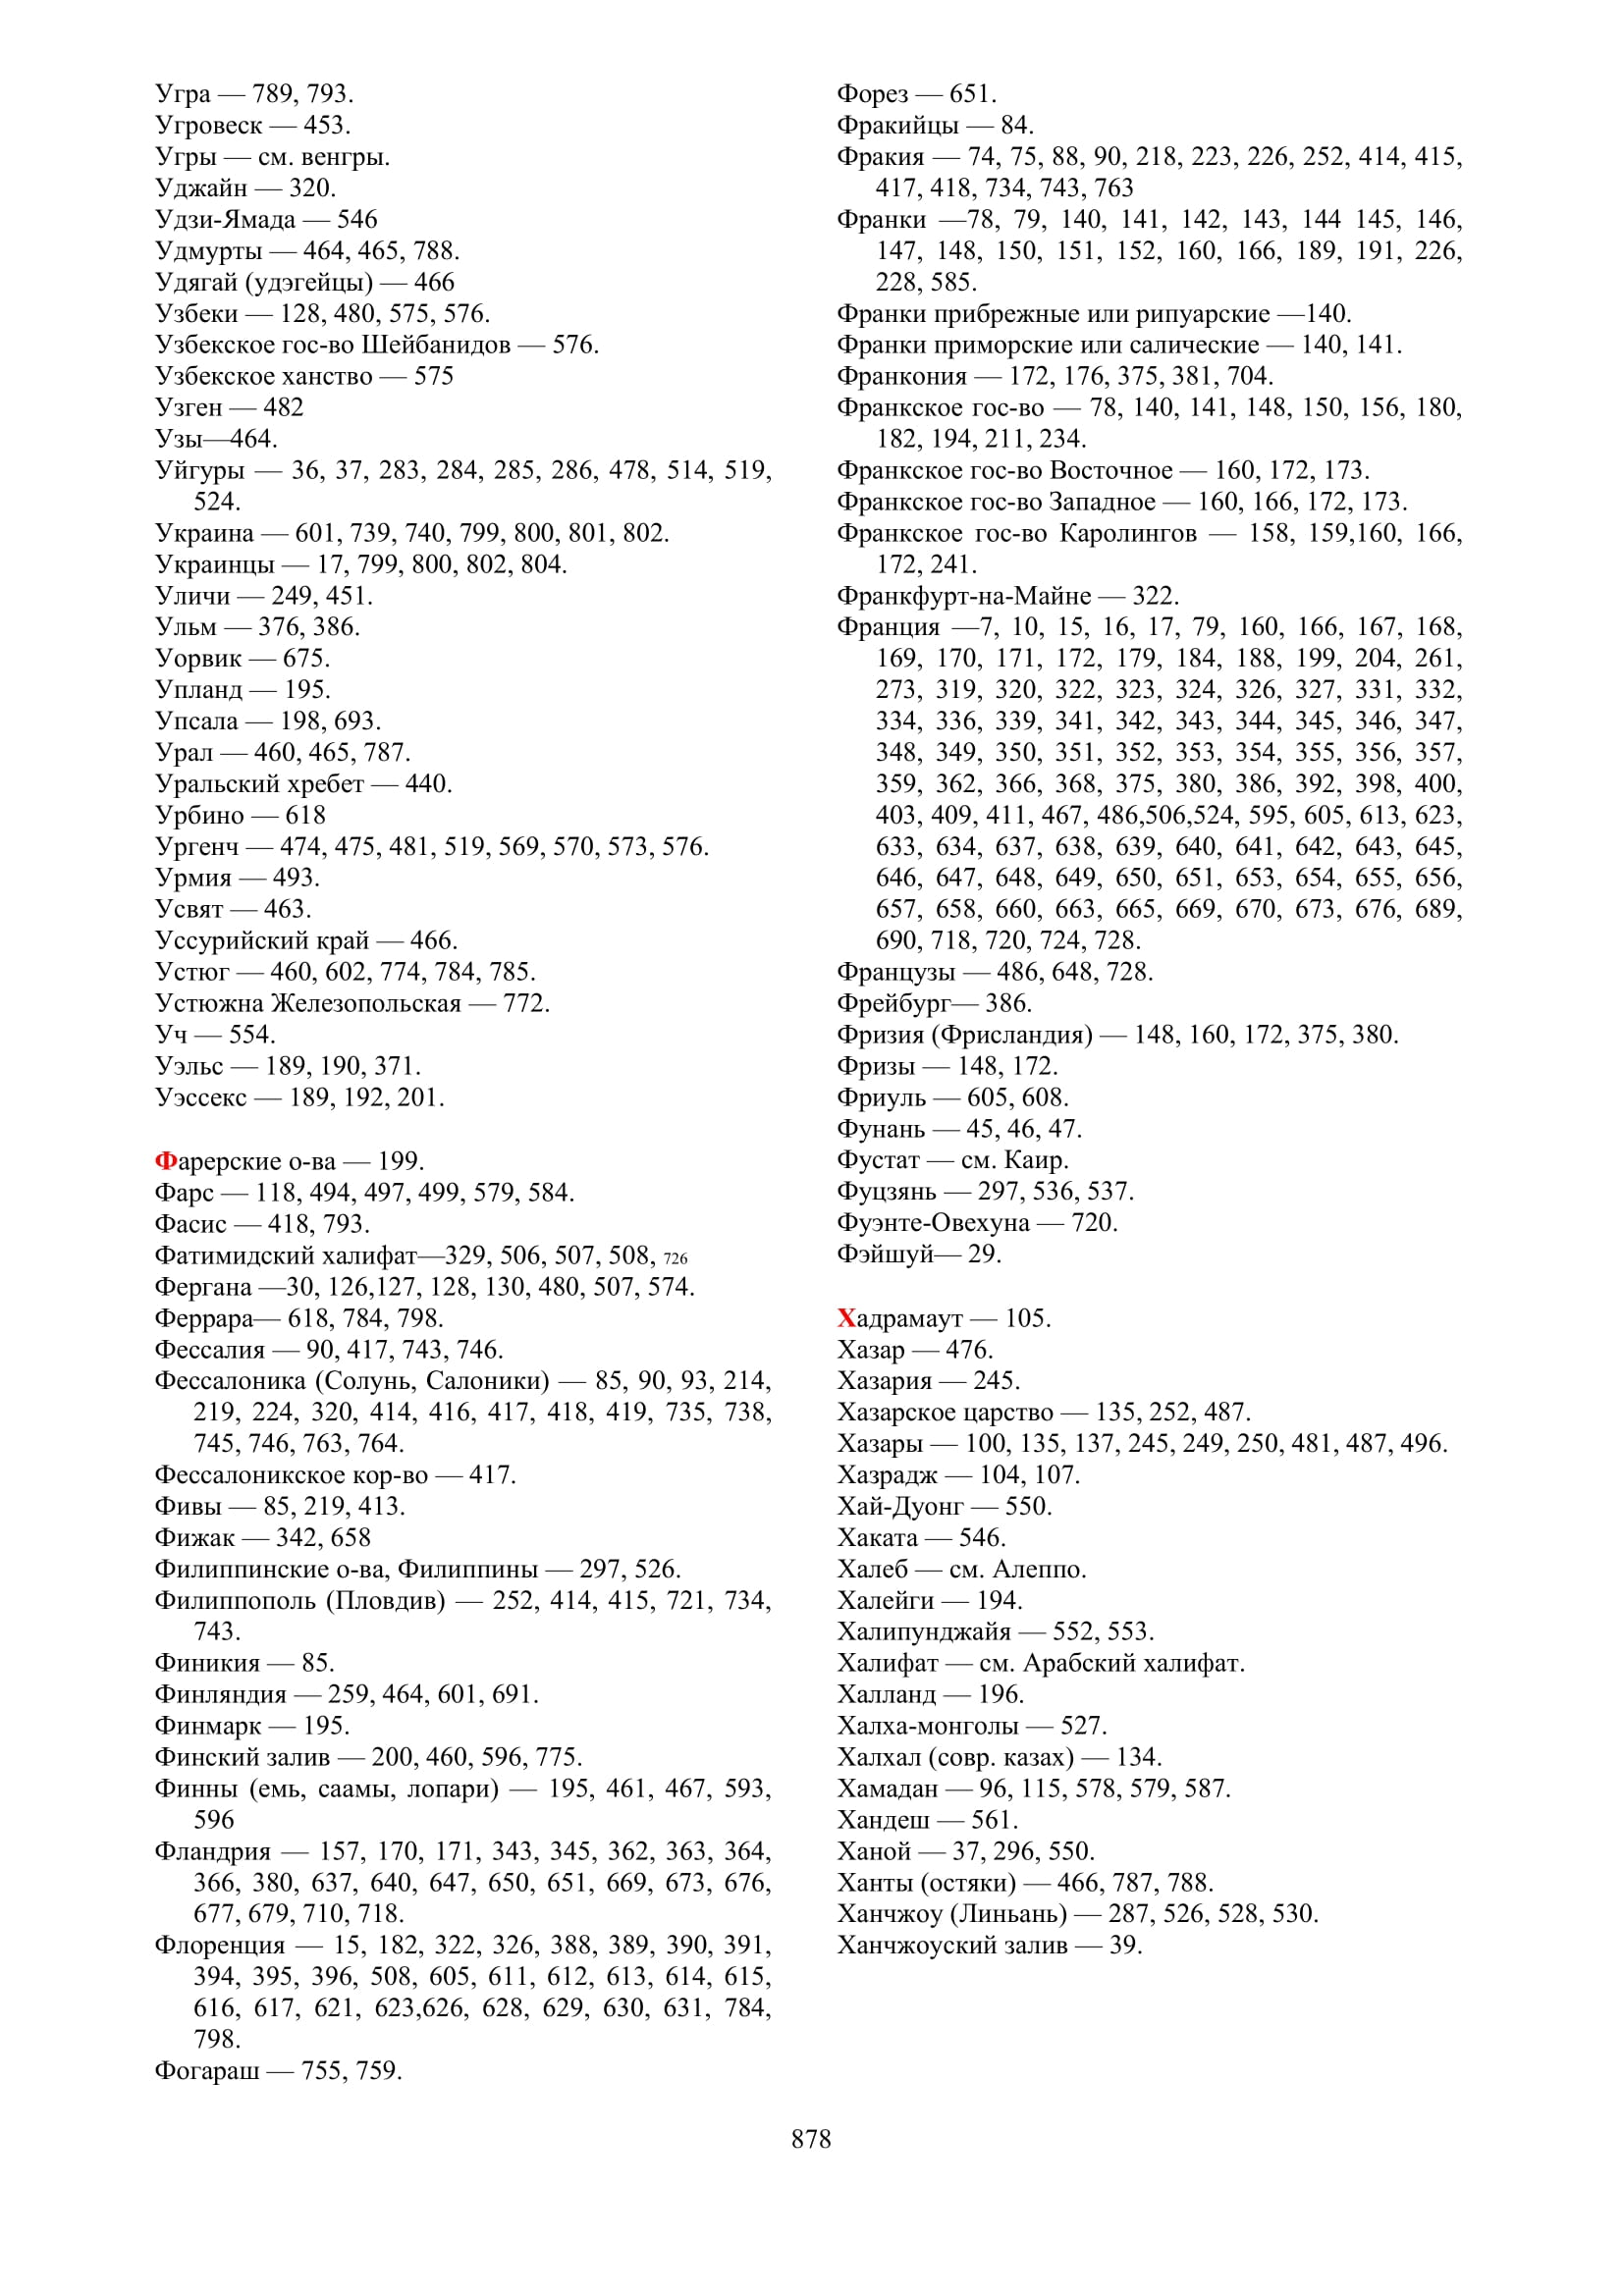 Угра — 789, 793.
Угровеск — 453.
Угры — см. венгры.
Уджайн — 320.
Удзи-Ямада — 546
Удмурты — 464, 465, 788.
Удягай (удэгейцы) — 466
Узбеки — 128, 480, 575, 576.
Узбекское гос-во Шейбанидов — 576.
Узбекское ханство — 575
Узген — 482
Узы—464.
Уйгуры — 36, 37, 283, 284, 285, 286, 478, 514, 519,
524.
Украина — 601, 739, 740, 799, 800, 801, 802.
Украинцы — 17, 799, 800, 802, 804.
Уличи — 249, 451.
Ульм — 376, 386.
Уорвик — 675.
Упланд — 195.
Упсала — 198, 693.
Урал — 460, 465, 787.
Уральский хребет — 440.
Урбино — 618
Ургенч — 474, 475, 481, 519, 569, 570, 573, 576.
Урмия — 493.
Усвят — 463.
Уссурийский край — 466.
Устюг — 460, 602, 774, 784, 785.
Устюжна Железопольская — 772.
Уч — 554.
Уэльс — 189, 190, 371.
Уэссекс — 189, 192, 201.
Фарерские о-ва — 199.
Фарс — 118, 494, 497, 499, 579, 584.
Фасис — 418, 793.
Фатимидский халифат—329, 506, 507, 508, 726
Фергана —30, 126,127, 128, 130, 480, 507, 574.
Феррара— 618, 784, 798.
Фессалия — 90, 417, 743, 746.
Фессалоника (Солунь, Салоники) — 85, 90, 93, 214,
219, 224, 320, 414, 416, 417, 418, 419, 735, 738,
745, 746, 763, 764.
Фессалоникское кор-во — 417.
Фивы — 85, 219, 413.
Фижак — 342, 658
Филиппинские о-ва, Филиппины — 297, 526.
Филиппополь (Пловдив) — 252, 414, 415, 721, 734,
743.
Финикия — 85.
Финляндия — 259, 464, 601, 691.
Финмарк — 195.
Финский залив — 200, 460, 596, 775.
Финны (емь, саамы, лопари) — 195, 461, 467, 593,
596
Фландрия — 157, 170, 171, 343, 345, 362, 363, 364,
366, 380, 637, 640, 647, 650, 651, 669, 673, 676,
677, 679, 710, 718.
Флоренция — 15, 182, 322, 326, 388, 389, 390, 391,
394, 395, 396, 508, 605, 611, 612, 613, 614, 615,
616, 617, 621, 623,626, 628, 629, 630, 631, 784,
798.
Фогараш — 755, 759.
Форез — 651.
Фракийцы — 84.
Фракия — 74, 75, 88, 90, 218, 223, 226, 252, 414, 415,
417, 418, 734, 743, 763
Франки —78, 79, 140, 141, 142, 143, 144 145, 146,
147, 148, 150, 151, 152, 160, 166, 189, 191, 226,
228, 585.
Франки прибрежные или рипуарские —140.
Франки приморские или салические — 140, 141.
Франкония — 172, 176, 375, 381, 704.
Франкское гос-во — 78, 140, 141, 148, 150, 156, 180,
182, 194, 211, 234.
Франкское гос-во Восточное — 160, 172, 173.
Франкское гос-во Западное — 160, 166, 172, 173.
Франкское гос-во Каролингов — 158, 159,160, 166,
172, 241.
Франкфурт-на-Майне — 322.
Франция —7, 10, 15, 16, 17, 79, 160, 166, 167, 168,
169, 170, 171, 172, 179, 184, 188, 199, 204, 261,
273, 319, 320, 322, 323, 324, 326, 327, 331, 332,
334, 336, 339, 341, 342, 343, 344, 345, 346, 347,
348, 349, 350, 351, 352, 353, 354, 355, 356, 357,
359, 362, 366, 368, 375, 380, 386, 392, 398, 400,
403, 409, 411, 467, 486,506,524, 595, 605, 613, 623,
633, 634, 637, 638, 639, 640, 641, 642, 643, 645,
646, 647, 648, 649, 650, 651, 653, 654, 655, 656,
657, 658, 660, 663, 665, 669, 670, 673, 676, 689,
690, 718, 720, 724, 728.
Французы — 486, 648, 728.
Фрейбург— 386.
Фризия (Фрисландия) — 148, 160, 172, 375, 380.
Фризы — 148, 172.
Фриуль — 605, 608.
Фунань — 45, 46, 47.
Фустат — см. Каир.
Фуцзянь — 297, 536, 537.
Фуэнте-Овехуна — 720.
Фэйшуй— 29.
Хадрамаут — 105.
Хазар — 476.
Хазария — 245.
Хазарское царство — 135, 252, 487.
Хазары — 100, 135, 137, 245, 249, 250, 481, 487, 496.
Хазрадж — 104, 107.
Хай-Дуонг — 550.
Хаката — 546.
Халеб — см. Алеппо.
Халейги — 194.
Халипунджайя — 552, 553.
Халифат — см. Арабский халифат.
Халланд — 196.
Халха-монголы — 527.
Халхал (совр. казах) — 134.
Хамадан — 96, 115, 578, 579, 587.
Хандеш — 561.
Ханой — 37, 296, 550.
Ханты (остяки) — 466, 787, 788.
Ханчжоу (Линьань) — 287, 526, 528, 530.
Ханчжоуский залив — 39.
878